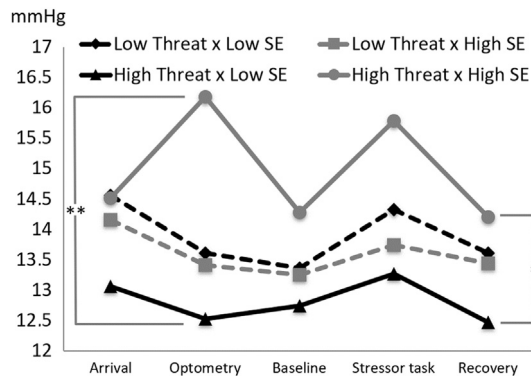 mmHg
17
16.5
16
15.5
15
14.5
14
13.5
13
12.5
12
Low Threat x Low SE
Low Threat x High SE
High Threat x Low SE
High Threat x High SE
**
Arrival Optometry Baseline Stressor task Recovery